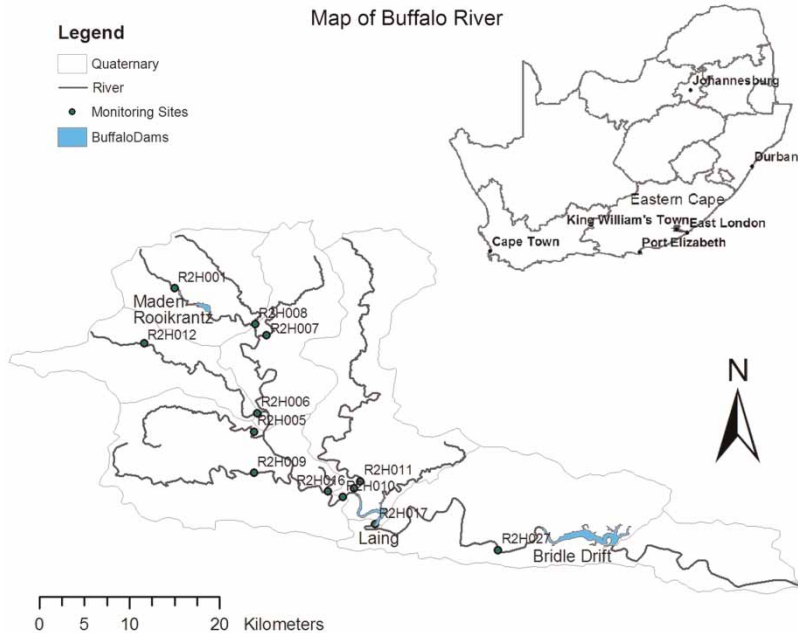 Map of Buffalo River
Legend
Quaternary
River
Monitoring Sites
BuffaloDams
Johannesburg
Durban
Eastern Cape
King William's Town
East London
Cape Town
Port Elizabeth
R2H001
Maden
Rooikrantz
R2H008
R2H007
R2H012
R2H006
R2H005
R2H009
R2H011
R2H016
R2H010
R2H017
Laing
R2H027
Bridle Drift
N
0 5 10 20 Kilometers